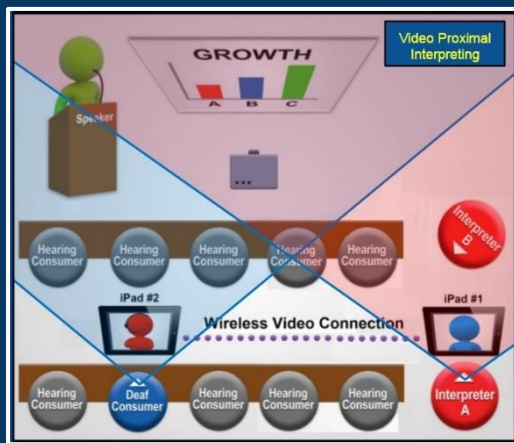 Video Proximal
Interpreting
GROWTH
A B C
Speaker
Hearing
Consumer
Hearing
Consumer
Hearing
Consumer
Hearing
Consumer
Hearing
Consumer
Interpreter
B
iPad #2
iPad #1
Wireless Video Connection
Hearing
Consumer
Deaf
Consumer
Hearing
Consumer
Hearing
Consumer
Hearing
Consumer
Interpreter
A